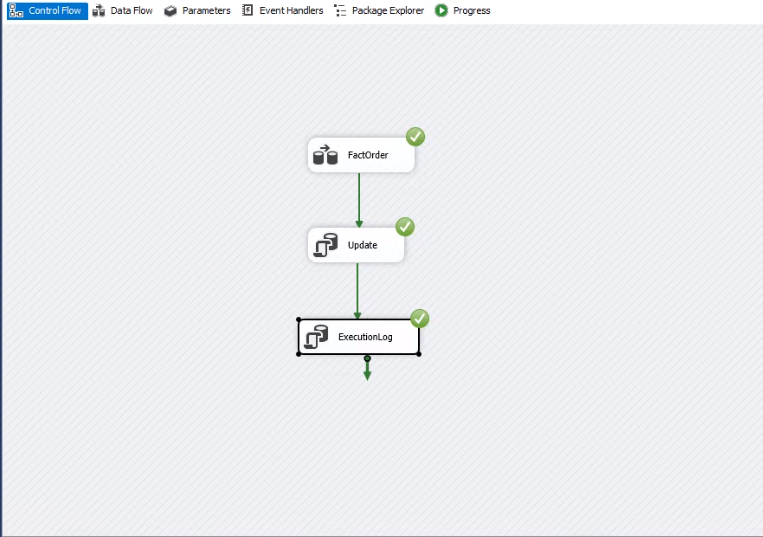 Control Flow Data Flow Parameters Event Handlers Package Explorer Progress
FactOrder
Update
ExecutionLog